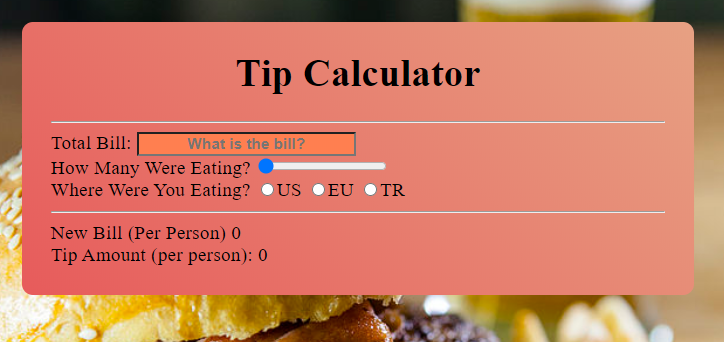 Tip Calculator
Total Bill: What is the bill?
How Many Were Eating?
Where Were You Eating? US EU TR
New Bill (Per Person) 0
Tip Amount (per person): 0